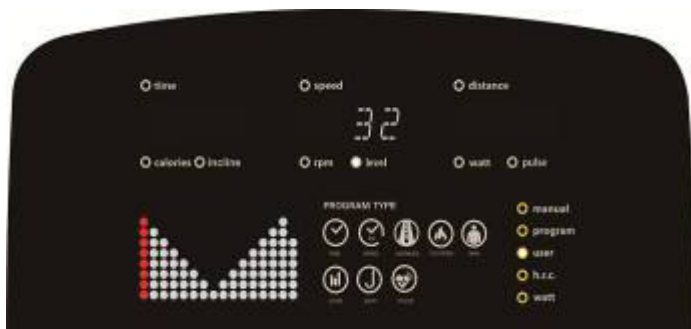 time speed distance
32
calories incline rpm level watt pulse
PROGRAM TYPE
manual
program
user
h.r.c.
watt